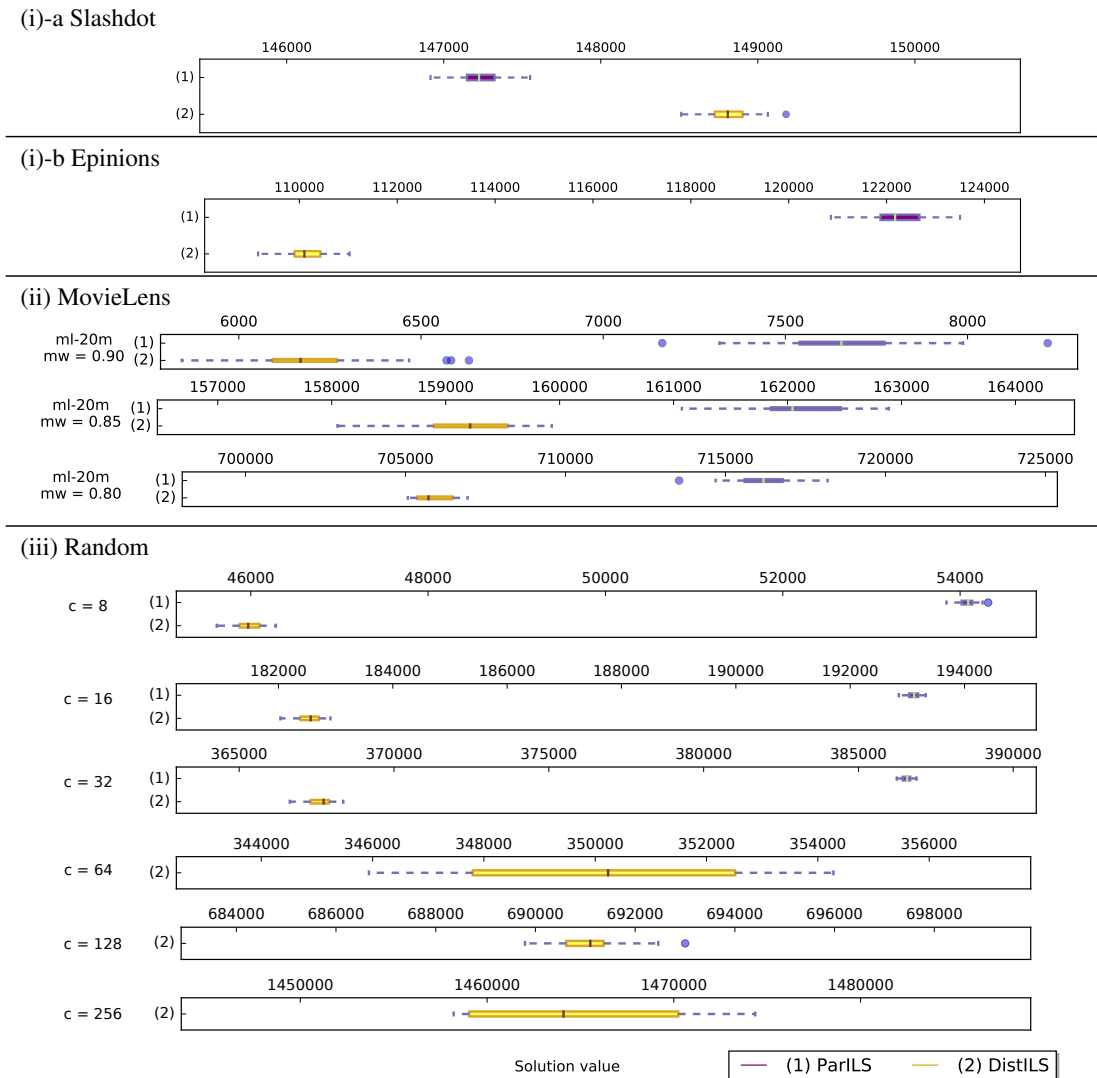 (i)-a Slashdot
146000 147000 148000 149000 150000
(1)
(2)
(i)-b Epinions
110000 112000 114000 116000 118000 120000 122000 124000
(1)
(2)
(ii) MovieLens
6000 6500 7000 7500 8000
ml-20m
mw = 0.90
(1)
(2)
157000 158000 159000 160000 161000 162000 163000 164000
ml-20m
mw = 0.85
(1)
(2)
700000 705000 710000 715000 720000 725000
ml-20m
mw = 0.80
(1)
(2)
(iii) Random
46000 48000 50000 52000 54000
c = 8
(1)
(2)
182000 184000 186000 188000 190000 192000 194000
c = 16
(1)
(2)
365000 370000 375000 380000 385000 390000
c = 32
(1)
(2)
344000 346000 348000 350000 352000 354000 356000
c = 64 (2)
684000 686000 688000 690000 692000 694000 696000 698000
c = 128 (2)
1450000 1460000 1470000 1480000
c = 256 (2)
Solution value
(1) ParILS (2) DistILS